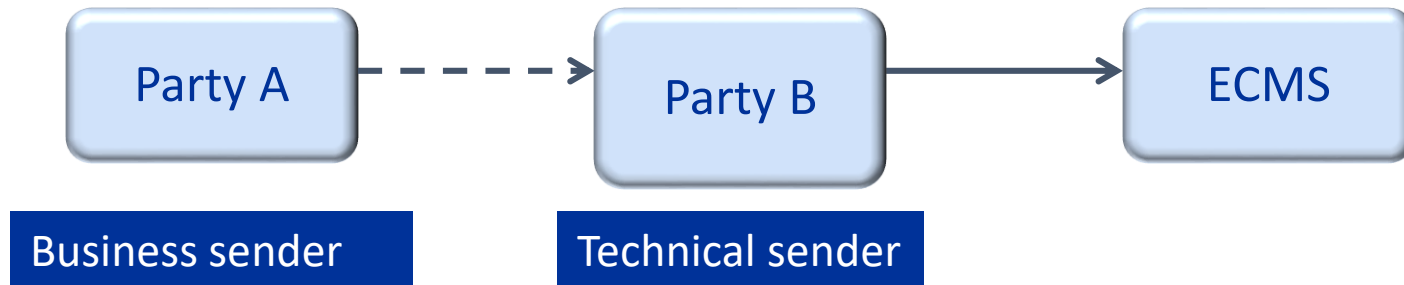 Party A
Party B
ECMS
Business sender
Technical sender